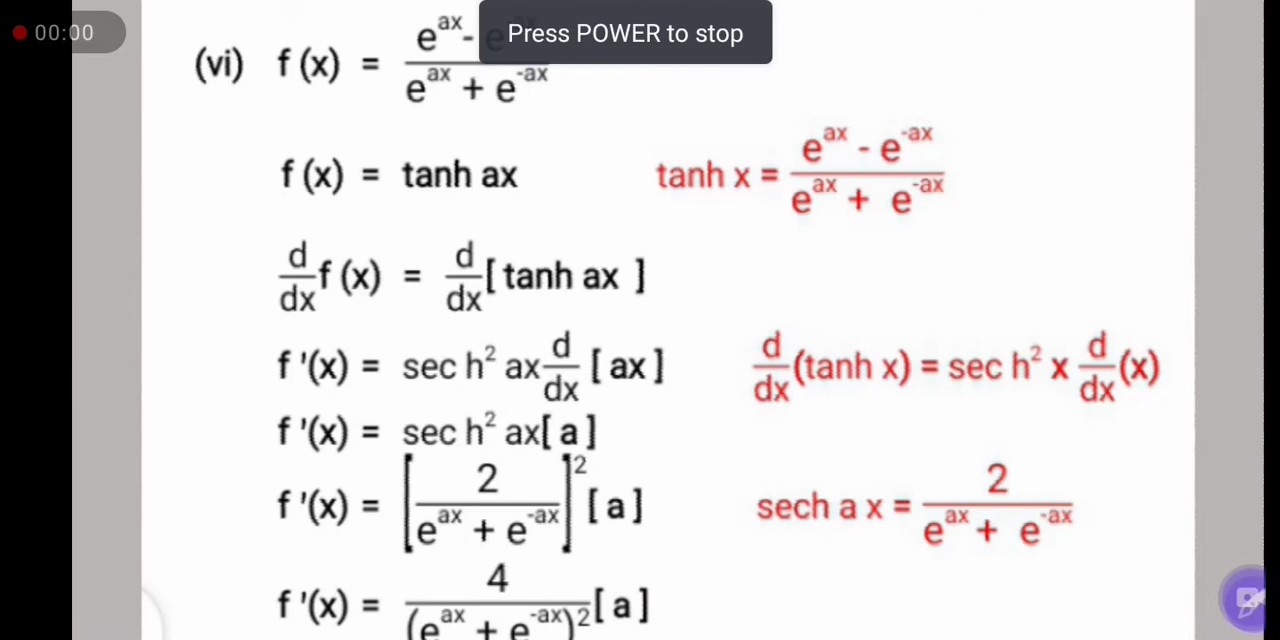 00:00
Press POWER to stop
(vi) f (x) = e^ax - / e^ax + e^-ax
f (x) = tanh ax tanh x = e^ax - e^-ax / e^ax + e^-ax
d/dx f (x) = d/dx [ tanh ax ]
f '(x) = sec h² ax d/dx [ ax ] d/dx (tanh x) = sec h² x d/dx (x)
f '(x) = sec h² ax[ a ]
f '(x) = [ 2 / e^ax + e^-ax ]² [ a ] sech a x = 2 / e^ax + e^-ax
f '(x) = 4 / (e^ax + e^-ax)² [ a ]